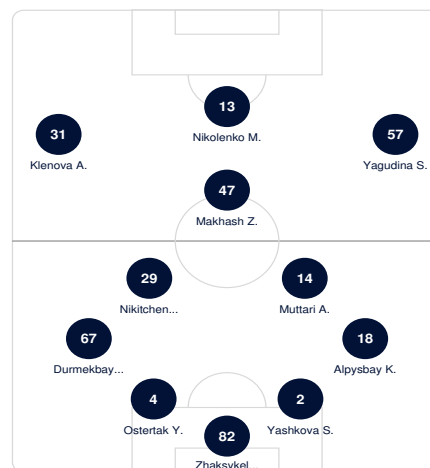 13
Nikolenko M.
31
Klenova A.
57
Yagudina S.
47
Makhash Z.
29
Nikitchen...
14
Muttari A.
67
Durmekbay...
18
Alpysbay K.
4
Ostertak Y.
2
Yashkova S.
82
Zhaksykel...